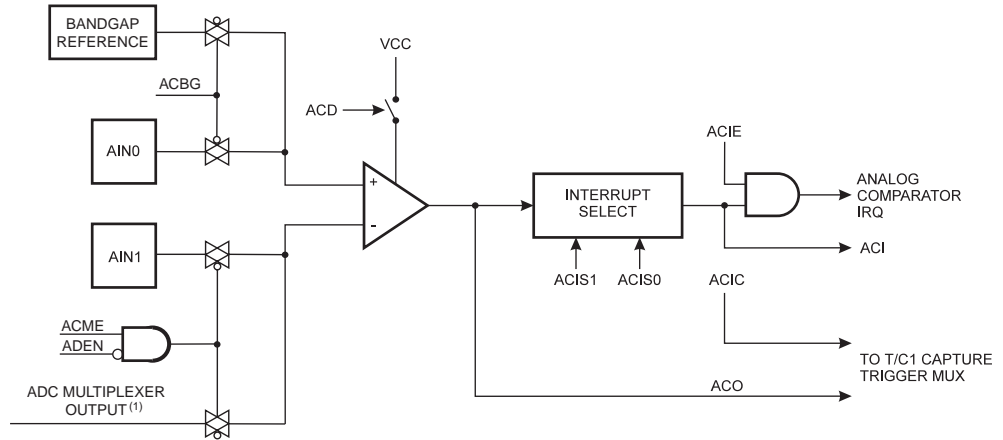 BANDGAP
REFERENCE
VCC
ACBG
ACD
AIN0
ACIE
+
-
INTERRUPT
SELECT
ANALOG
COMPARATOR
IRQ
AIN1
ACI
ACIS1
ACIS0
ACIC
ACME
ADEN
TO T/C1 CAPTURE
TRIGGER MUX
ADC MULTIPLEXER
OUTPUT (1)
ACO